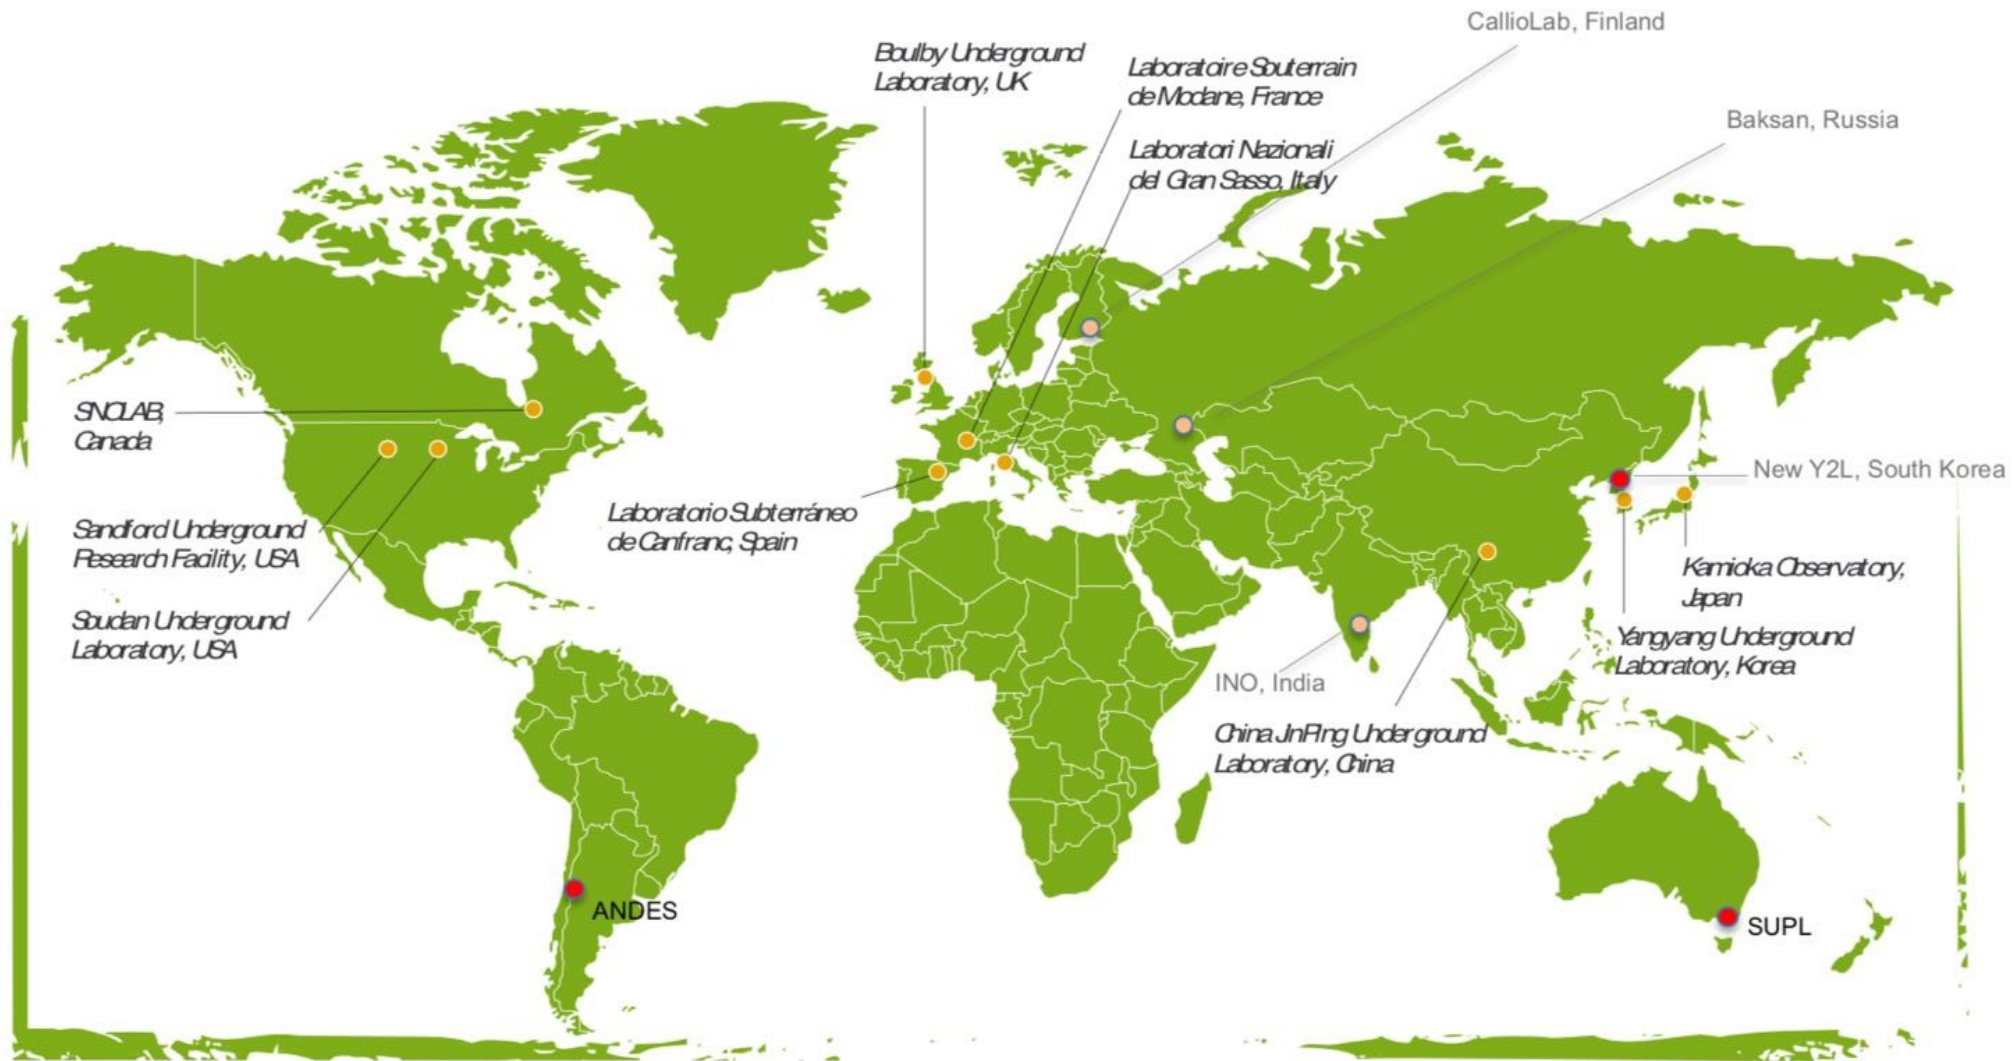 CallioLab, Finland
Boulby Underground
Laboratory, UK
Laboratoire Souterrain
de Modane, France
Baksan, Russia
Laboratori Nazionali
del Gran Sasso, Italy
SNOLAB,
Canada
New Y2L, South Korea
Laboratorio Subterráneo
de Canfranc, Spain
Sandford Underground
Research Facility, USA
Kamioka Observatory,
Japan
Soudan Underground
Laboratory, USA
Yangyang Underground
Laboratory, Korea
INO, India
China JinPing Underground
Laboratory, China
ANDES
SUPL